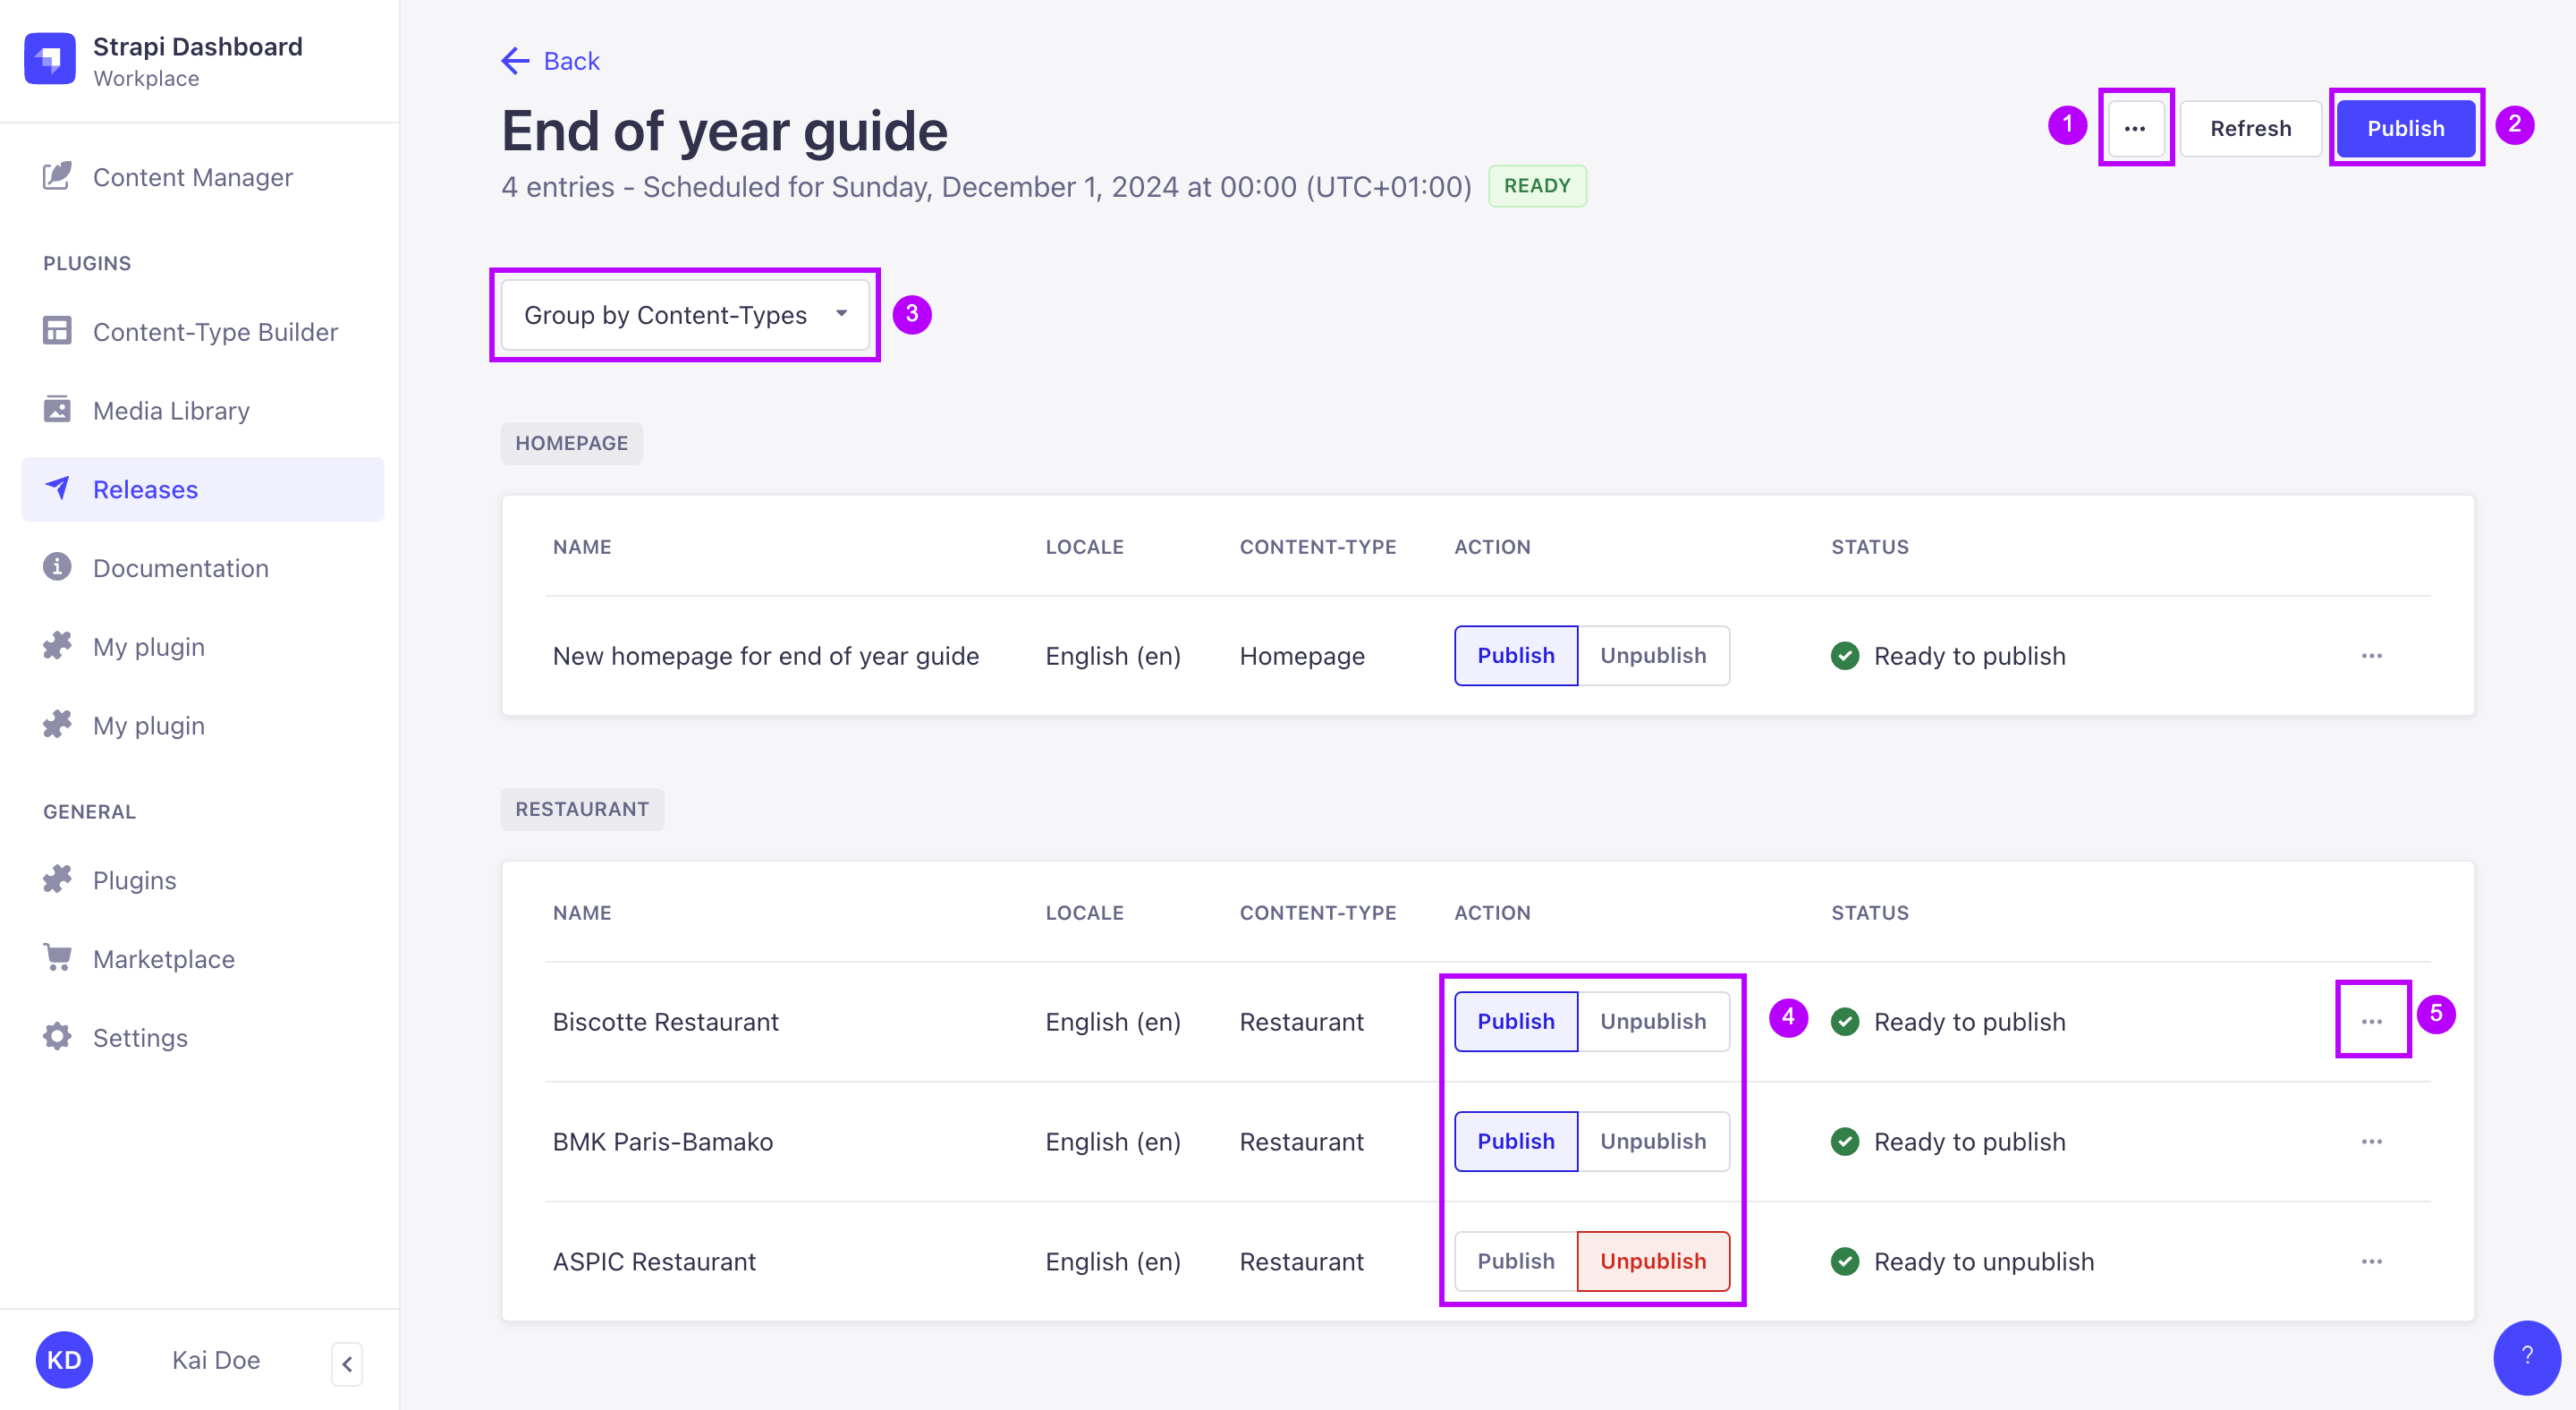 Strapi Dashboard
Workplace
Content Manager
PLUGINS
Content-Type Builder
Media Library
Releases
Documentation
My plugin
My plugin
GENERAL
Plugins
Marketplace
Settings
KD Kai Doe
Back
End of year guide
4 entries - Scheduled for Sunday, December 1, 2024 at 00:00 (UTC+01:00) READY
1 ... Refresh Publish 2
Group by Content-Types 3
HOMEPAGE
NAME LOCALE CONTENT-TYPE ACTION STATUS
New homepage for end of year guide English (en) Homepage Publish Unpublish Ready to publish ...
RESTAURANT
NAME LOCALE CONTENT-TYPE ACTION STATUS
Biscotte Restaurant English (en) Restaurant Publish Unpublish 4 Ready to publish ... 5
BMK Paris-Bamako English (en) Restaurant Publish Unpublish Ready to publish ...
ASPIC Restaurant English (en) Restaurant Publish Unpublish Ready to unpublish ...
?